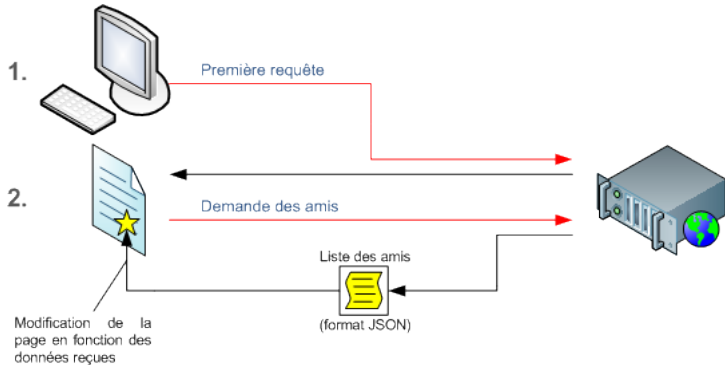 1.
Première requête
2.
Demande des amis
Liste des amis
(format JSON)
Modification de la
page en fonction des
données reçues